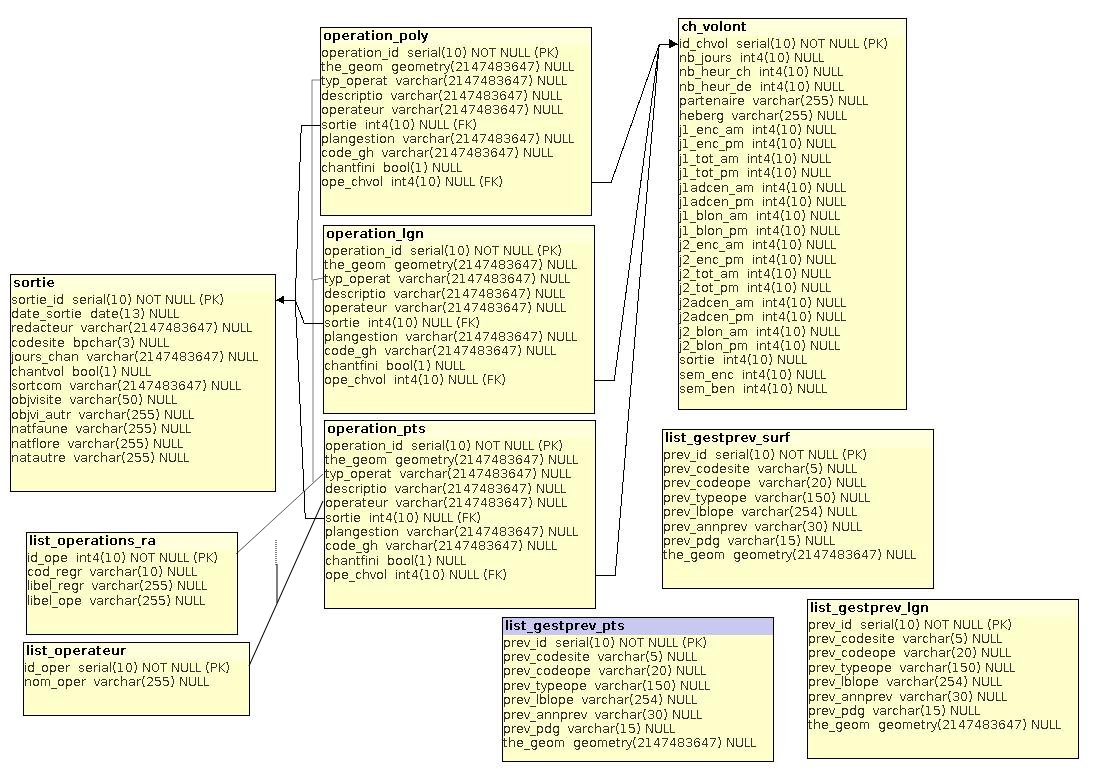 operation_poly
operation_id serial(10) NOT NULL (PK)
the_geom geometry(2147483647) NULL
typ_operat varchar(2147483647) NULL
descriptio varchar(2147483647) NULL
operateur varchar(2147483647) NULL
sortie int4(10) NULL (FK)
plangestion varchar(2147483647) NULL
code_gh varchar(2147483647) NULL
chantfini bool(1) NULL
ope_chvol int4(10) NULL (FK)
ch_volont
id_chvol serial(10) NOT NULL (PK)
nb_jours int4(10) NULL
nb_heur_ch int4(10) NULL
nb_heur_de int4(10) NULL
partenaire varchar(255) NULL
heberg varchar(255) NULL
j1_enc_am int4(10) NULL
j1_enc_pm int4(10) NULL
j1_tot_am int4(10) NULL
j1_tot_pm int4(10) NULL
j1adcen_am int4(10) NULL
j1adcen_pm int4(10) NULL
j1_blon_am int4(10) NULL
j1_blon_pm int4(10) NULL
j2_enc_am int4(10) NULL
j2_enc_pm int4(10) NULL
j2_tot_am int4(10) NULL
j2_tot_pm int4(10) NULL
j2adcen_am int4(10) NULL
j2adcen_pm int4(10) NULL
j2_blon_am int4(10) NULL
j2_blon_pm int4(10) NULL
sortie int4(10) NULL
sem_enc int4(10) NULL
sem_ben int4(10) NULL
operation_lgn
operation_id serial(10) NOT NULL (PK)
the_geom geometry(2147483647) NULL
typ_operat varchar(2147483647) NULL
descriptio varchar(2147483647) NULL
operateur varchar(2147483647) NULL
sortie int4(10) NULL (FK)
plangestion varchar(2147483647) NULL
code_gh varchar(2147483647) NULL
chantfini bool(1) NULL
ope_chvol int4(10) NULL (FK)
sortie
sortie_id serial(10) NOT NULL (PK)
date_sortie date(13) NULL
redacteur varchar(2147483647) NULL
codesite bpchar(3) NULL
jours_chan varchar(2147483647) NULL
chantvol bool(1) NULL
sortcom varchar(2147483647) NULL
objvisite varchar(50) NULL
objvi_autr varchar(255) NULL
natfaune varchar(255) NULL
natflore varchar(255) NULL
natautre varchar(255) NULL
operation_pts
operation_id serial(10) NOT NULL (PK)
the_geom geometry(2147483647) NULL
typ_operat varchar(2147483647) NULL
descriptio varchar(2147483647) NULL
operateur varchar(2147483647) NULL
sortie int4(10) NULL (FK)
plangestion varchar(2147483647) NULL
code_gh varchar(2147483647) NULL
chantfini bool(1) NULL
ope_chvol int4(10) NULL (FK)
list_gestprev_surf
prev_id serial(10) NOT NULL (PK)
prev_codesite varchar(5) NULL
prev_codeope varchar(20) NULL
prev_typeope varchar(150) NULL
prev_lblope varchar(254) NULL
prev_annprev varchar(30) NULL
prev_pdg varchar(15) NULL
the_geom geometry(2147483647) NULL
list_operations_ra
id_ope int4(10) NOT NULL (PK)
cod_regr varchar(10) NULL
libel_regr varchar(255) NULL
libel_ope varchar(255) NULL
list_operateur
id_oper serial(10) NOT NULL (PK)
nom_oper varchar(255) NULL
list_gestprev_pts
prev_id serial(10) NOT NULL (PK)
prev_codesite varchar(5) NULL
prev_codeope varchar(20) NULL
prev_typeope varchar(150) NULL
prev_lblope varchar(254) NULL
prev_annprev varchar(30) NULL
prev_pdg varchar(15) NULL
the_geom geometry(2147483647) NULL
list_gestprev_lgn
prev_id serial(10) NOT NULL (PK)
prev_codesite varchar(5) NULL
prev_codeope varchar(20) NULL
prev_typeope varchar(150) NULL
prev_lblope varchar(254) NULL
prev_annprev varchar(30) NULL
prev_pdg varchar(15) NULL
the_geom geometry(2147483647) NULL